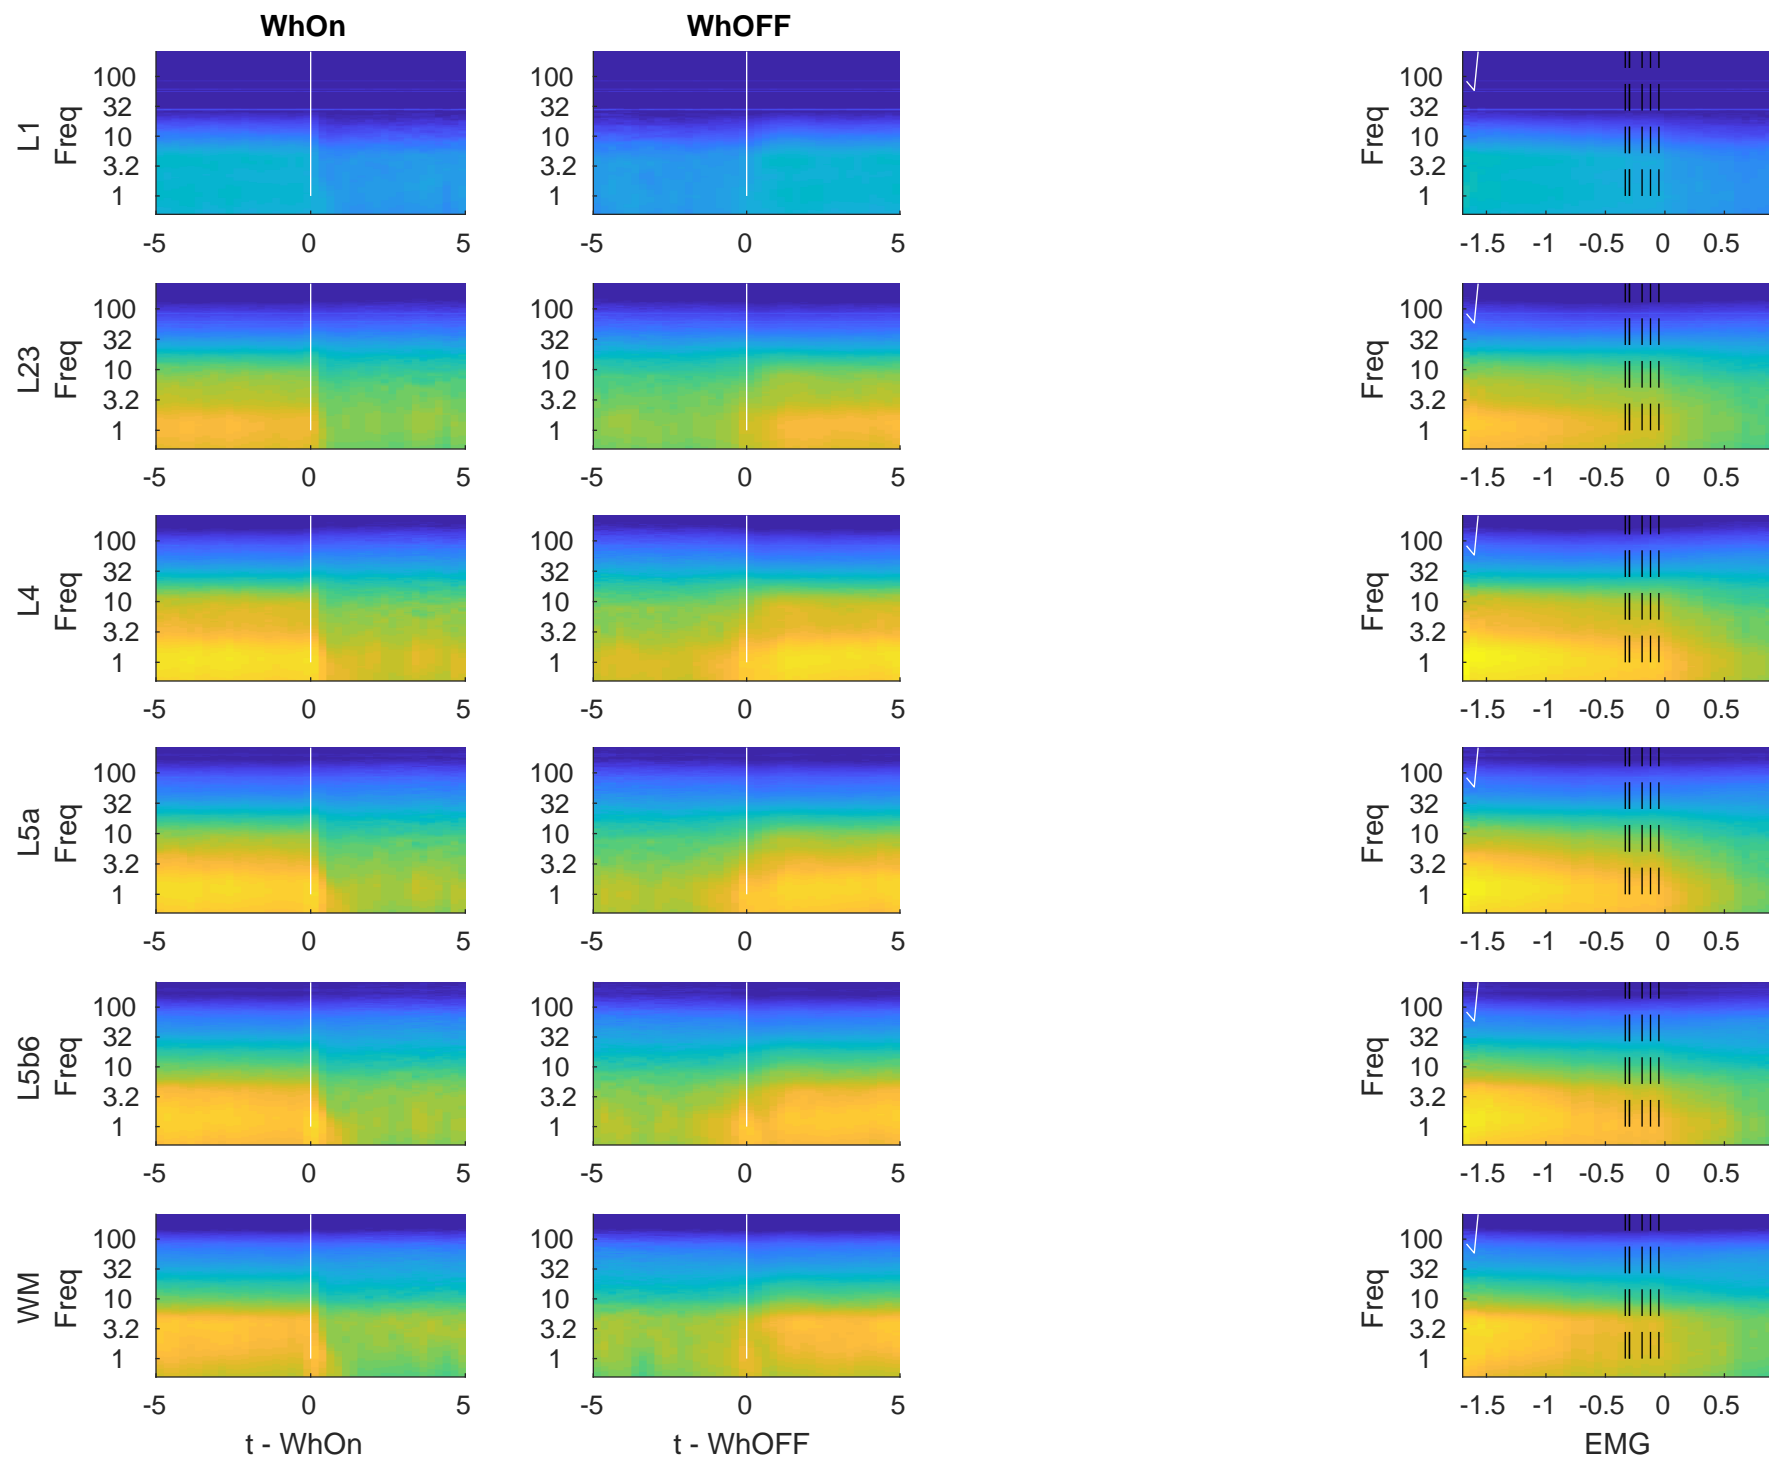 WhOn WhOFF
L1 Freq 100 32 10 3.2 1 100 32 10 3.2 1 Freq 100 32 10 3.2 1
-5 0 5 -5 0 5 -1.5 -1 -0.5 0 0.5
L23 Freq 100 32 10 3.2 1 100 32 10 3.2 1 Freq 100 32 10 3.2 1
-5 0 5 -5 0 5 -1.5 -1 -0.5 0 0.5
L4 Freq 100 32 10 3.2 1 100 32 10 3.2 1 Freq 100 32 10 3.2 1
-5 0 5 -5 0 5 -1.5 -1 -0.5 0 0.5
L5a Freq 100 32 10 3.2 1 100 32 10 3.2 1 Freq 100 32 10 3.2 1
-5 0 5 -5 0 5 -1.5 -1 -0.5 0 0.5
L5b6 Freq 100 32 10 3.2 1 100 32 10 3.2 1 Freq 100 32 10 3.2 1
-5 0 5 -5 0 5 -1.5 -1 -0.5 0 0.5
WM Freq 100 32 10 3.2 1 100 32 10 3.2 1 Freq 100 32 10 3.2 1
-5 0 5 -5 0 5 -1.5 -1 -0.5 0 0.5
t - WhOn t - WhOFF EMG